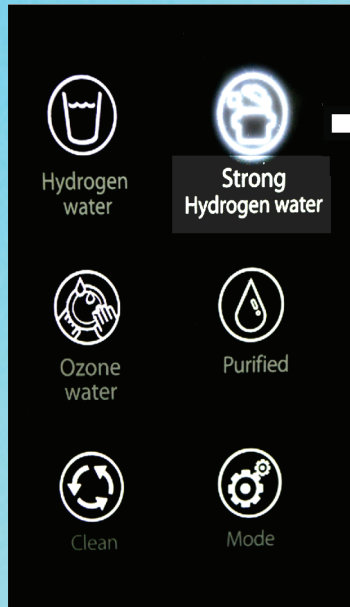 Hydrogen
water
Strong
Hydrogen water
Ozone
water
Purified
Clean
Mode